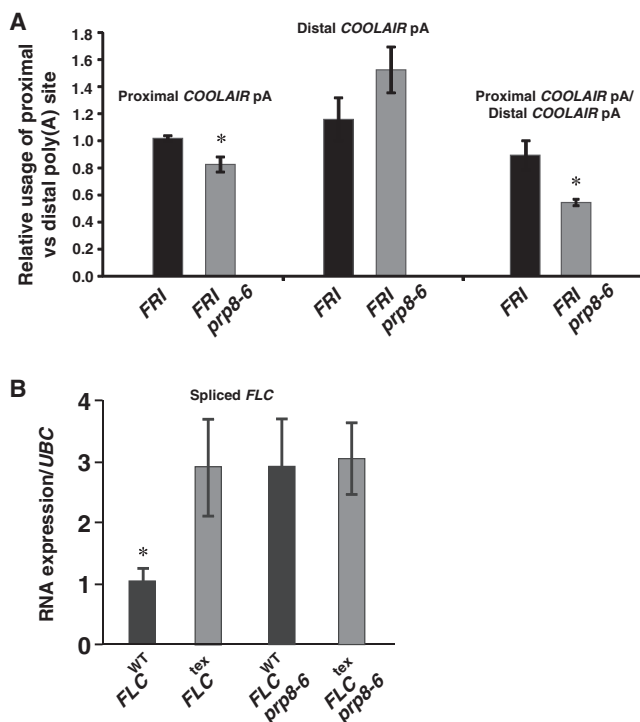 A
Relative usage of proximal
vs distal poly(A) site
1.8
1.6
1.4
1.2
1.0
0.8
0.6
0.4
0.2
0.0
Proximal COOLAIR pA
Distal COOLAIR pA
Proximal COOLAIR pA/
Distal COOLAIR pA
*
*
FRI
FRI
prp8-6
FRI
FRI
prp8-6
FRI
FRI
prp8-6
B
Spliced FLC
RNA expression/UBC
4
3
2
1
0
*
FLC WT
FLC tex
FLC WT
prp8-6
FLC tex
prp8-6